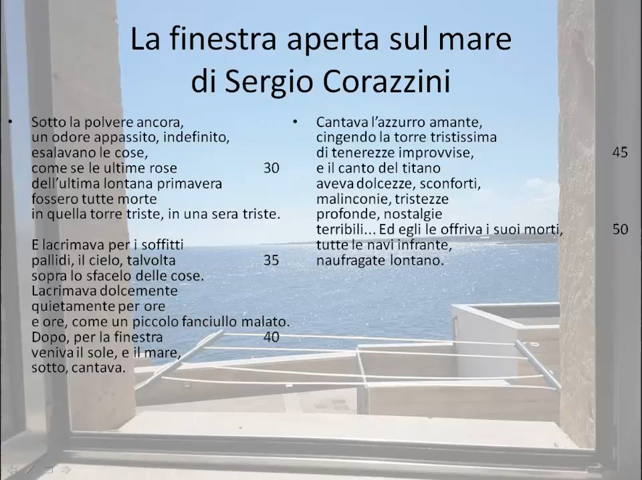 La finestra aperta sul mare
di Sergio Corazzini
• Sotto la polvere ancora,
un odore appassito, indefinito,
esalavano le cose,
come se le ultime rose 30
dell'ultima lontana primavera
fossero tutte morte
in quella torre triste, in una sera triste.
E lacrimava per i soffitti
pallidi, il cielo, talvolta 35
sopra lo sfacelo delle cose.
Lacrimava dolcemente
quietamente per ore
e ore, come un piccolo fanciullo malato.
Dopo, per la finestra 40
veniva il sole, e il mare,
sotto, cantava.
• Cantava l'azzurro amante,
cingendo la torre tristissima
di tenerezze improvvise, 45
e il canto del titano
aveva dolcezze, sconforti,
malinconie, tristezze
profonde, nostalgie
terribili... Ed egli le offriva i suoi morti, 50
tutte le navi infrante,
naufragate lontano.